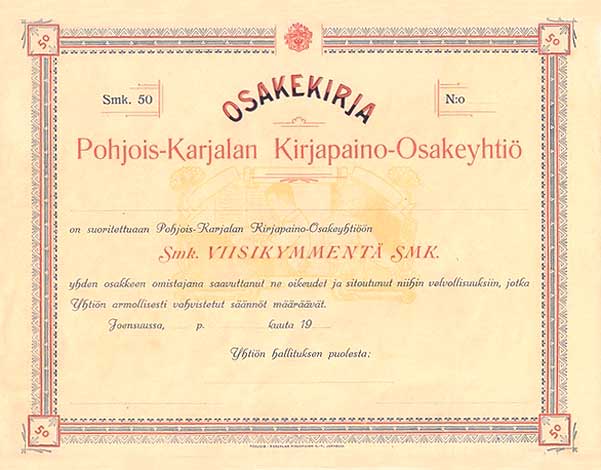 50
50
Smk. 50
OSAKEKIRJA
N:o
Pohjois-Karjalan Kirjapaino-Osakeyhtiö
on suoritettuaan Pohjois-Karjalan Kirjapaino-Osakeyhtiöön
Smk. VIISIKYMMENTÄ SMK.
yhden osakkeen omistajana saavuttanut ne oikeudet ja sitoutunut niihin velvollisuuksiin, jotka
Yhtiön armollisesti vahvistetut säännöt määräävät.
Joensuussa, p. kuuta 19
Yhtiön hallituksen puolesta:
50
50